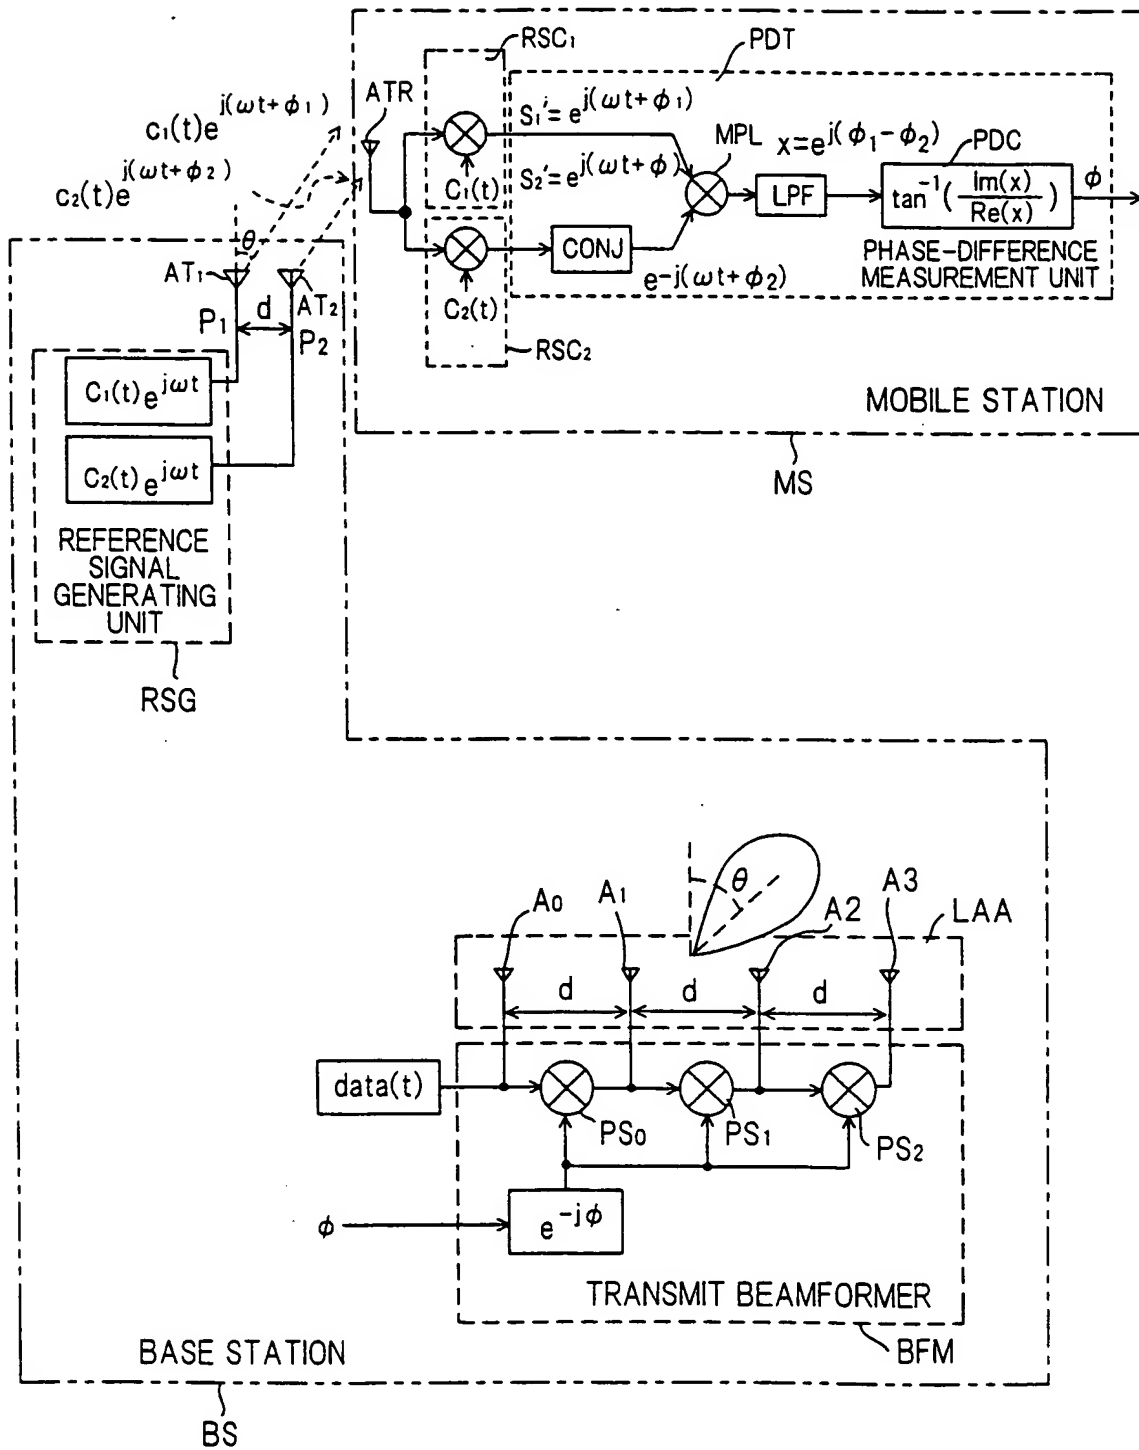 RSC₁
PDT
ATR
c₁(t)e^{j(ωt+ϕ₁)}
c₂(t)e^{j(ωt+ϕ₂)}
S₁'=e^{j(ωt+ϕ₁)}
S₂'=e^{j(ωt+ϕ)}
C₁(t)
MPL
x=e^{j(ϕ₁-ϕ₂)}
PDC
LPF
tan⁻¹(Im(x)/Re(x))
ϕ
CONJ
e-j(ωt+ϕ₂)
PHASE-DIFFERENCE
MEASUREMENT UNIT
C₂(t)
RSC₂
MOBILE STATION
MS
θ
AT₁
AT₂
P₁
d
P₂
C₁(t)e^{jωt}
C₂(t)e^{jωt}
REFERENCE
SIGNAL
GENERATING
UNIT
RSG
θ
A₀
A₁
A2
A3
LAA
d
d
d
data(t)
PS₀
PS₁
PS₂
ϕ
e^{-jϕ}
TRANSMIT BEAMFORMER
BFM
BASE STATION
BS